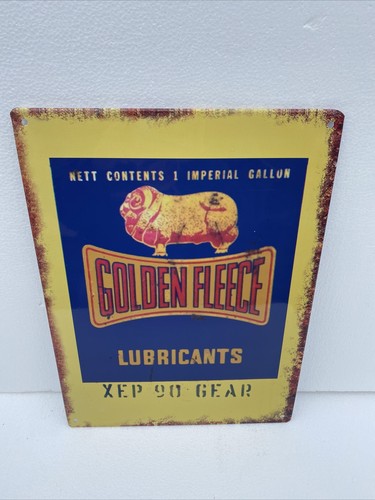 NETT CONTENTS 1 IMPERIAL GALLON
GOLDEN FLEECE
LUBRICANTS
XEP 90 GEAR